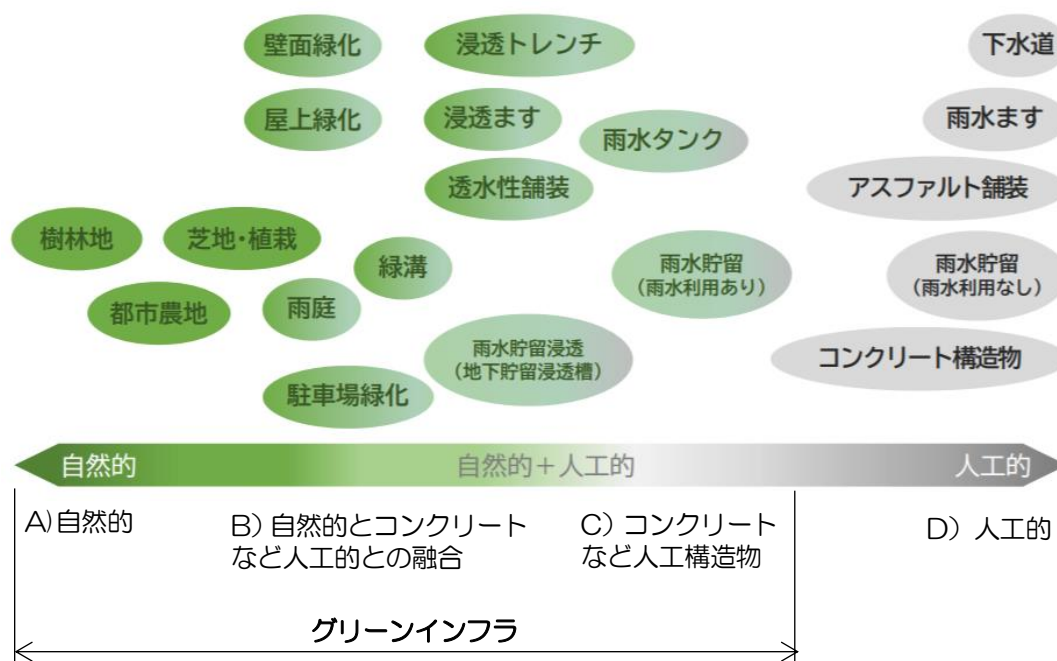 壁面緑化
浸透トレンチ
下水道
屋上緑化
浸透ます
雨水タンク
雨水ます
透水性舗装
アスファルト舗装
樹林地
芝地・植栽
緑溝
雨水貯留
(雨水利用あり)
雨水貯留
(雨水利用なし)
都市農地
雨庭
雨水貯留浸透
(地下貯留浸透槽)
コンクリート構造物
駐車場緑化
自然的
自然的＋人工的
人工的
A)自然的
B) 自然的とコンクリート
など人工的との融合
C) コンクリート
など人工構造物
D) 人工的
グリーンインフラ